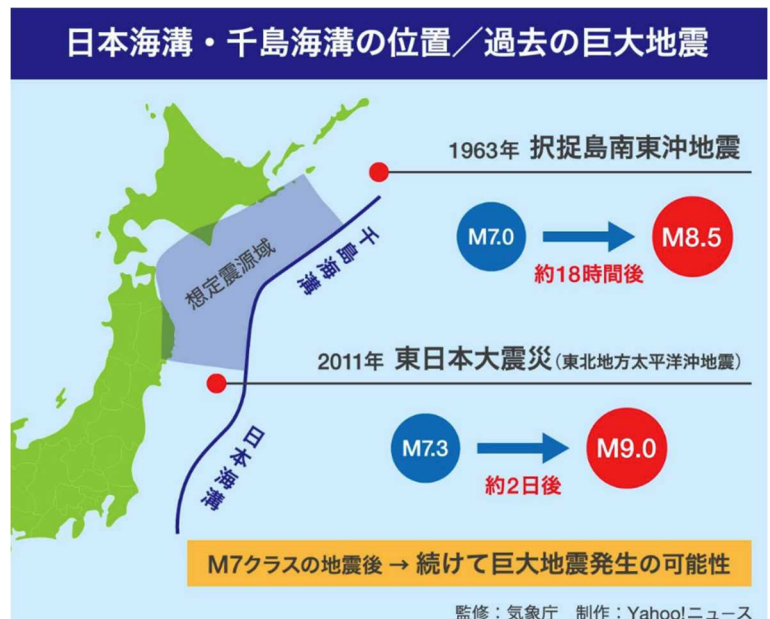 日本海溝・千島海溝の位置／過去の巨大地震
1963年 択捉島南東沖地震
M7.0
M8.5
約18時間後
千島海溝
想定震源域
2011年 東日本大震災(東北地方太平洋沖地震)
M7.3
M9.0
約2日後
日本海溝
M7クラスの地震後→続けて巨大地震発生の可能性
監修：気象庁 制作：Yahoo!ニュース